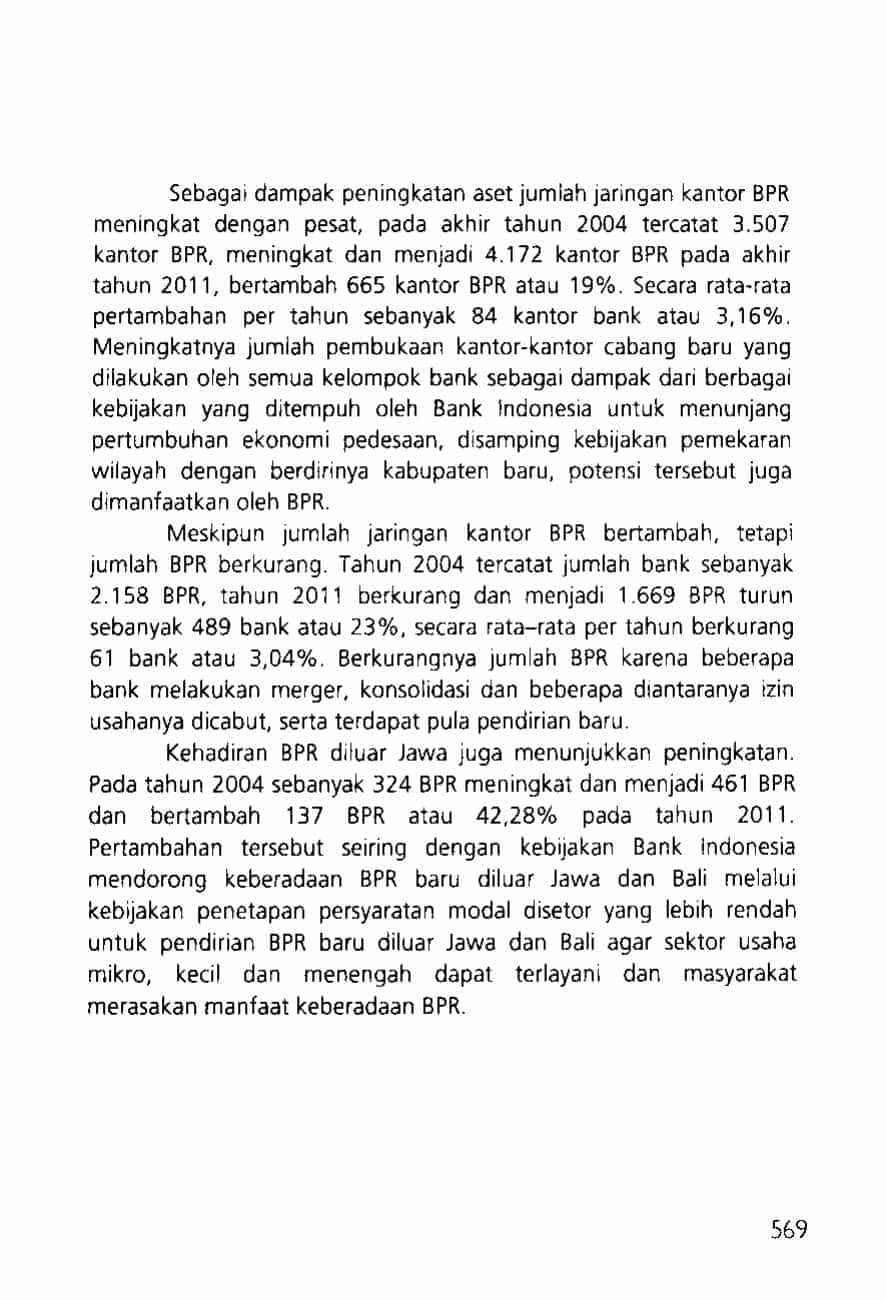 Sebagai dampak peningkatan aset jumlah jaringan kantor BPR
meningkat dengan pesat, pada akhir tahun 2004 tercatat 3.507
kantor BPR, meningkat dan menjadi 4.172 kantor BPR pada akhir
tahun 2011, bertambah 665 kantor BPR atau 19%. Secara rata-rata
pertambahan per tahun sebanyak 84 kantor bank atau 3,16%.
Meningkatnya jumlah pembukaan kantor-kantor cabang baru yang
dilakukan oleh semua kelompok bank sebagai dampak dari berbagai
kebijakan yang ditempuh oleh Bank Indonesia untuk menunjang
pertumbuhan ekonomi pedesaan, disamping kebijakan pemekaran
wilayah dengan berdirinya kabupaten baru, potensi tersebut juga
dimanfaatkan oleh BPR.
Meskipun jumlah jaringan kantor BPR bertambah, tetapi
jumlah BPR berkurang. Tahun 2004 tercatat jumlah bank sebanyak
2.158 BPR, tahun 2011 berkurang dan menjadi 1.669 BPR turun
sebanyak 489 bank atau 23%, secara rata–rata per tahun berkurang
61 bank atau 3,04%. Berkurangnya jumlah BPR karena beberapa
bank melakukan merger, konsolidasi dan beberapa diantaranya izin
usahanya dicabut, serta terdapat pula pendirian baru.
Kehadiran BPR diluar Jawa juga menunjukkan peningkatan.
Pada tahun 2004 sebanyak 324 BPR meningkat dan menjadi 461 BPR
dan bertambah 137 BPR atau 42,28% pada tahun 2011.
Pertambahan tersebut seiring dengan kebijakan Bank Indonesia
mendorong keberadaan BPR baru diluar Jawa dan Bali melalui
kebijakan penetapan persyaratan modal disetor yang lebih rendah
untuk pendirian BPR baru diluar Jawa dan Bali agar sektor usaha
mikro, kecil dan menengah dapat terlayani dan masyarakat
merasakan manfaat keberadaan BPR.
569